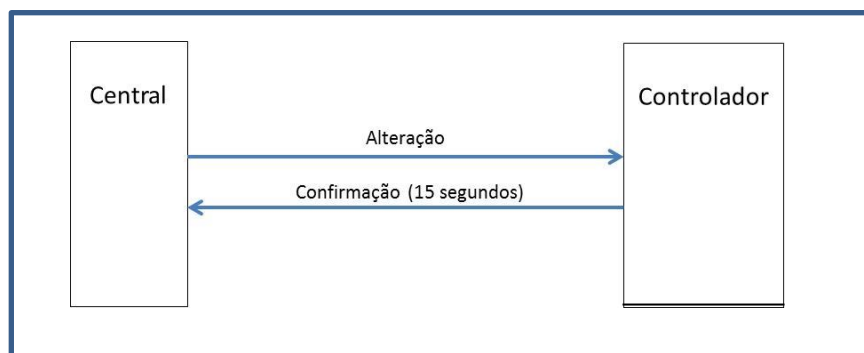 Central
Controlador
Alteração
Confirmação (15 segundos)